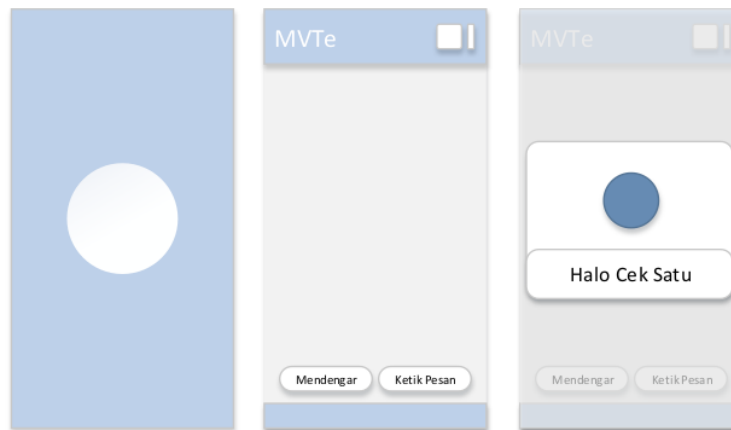 MVTe
Mendengar
Ketik Pesan
MVTe
Halo Cek Satu
Mendengar
Ketik Pesan